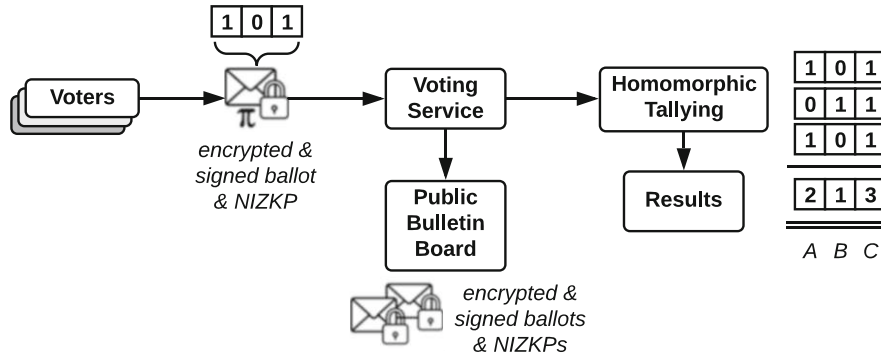 1 0 1
Voters
π
encrypted &
signed ballot
& NIZKP
Voting
Service
Public
Bulletin
Board
encrypted &
signed ballots
& NIZKPs
Homomorphic
Tallying
Results
1 0 1
0 1 1
1 0 1
2 1 3
A B C